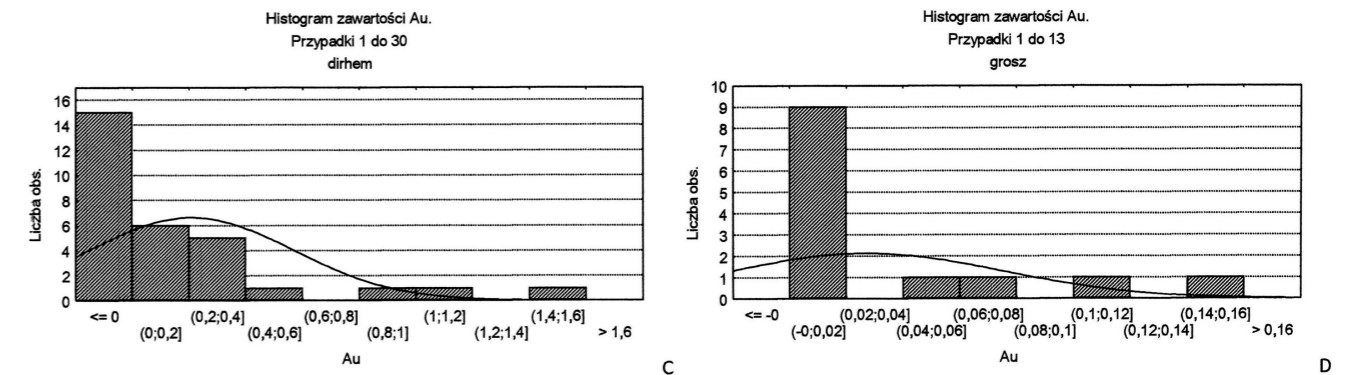 Histogram zawartości Au.
Przypadki 1 do 30
dirhem
Liczba obs.
16
14
12
10
8
6
4
2
0
<= 0 (0,2;0,4] (0,6;0,8] (1;1,2] (1,4;1,6]
(0;0,2] (0,4;0,6] (0,8;1] (1,2;1,4] > 1,6
Au
C
Histogram zawartości Au.
Przypadki 1 do 13
grosz
Liczba obs.
10
9
8
7
6
5
4
3
2
1
0
<= -0 (0,02;0,04] (0,06;0,08] (0,1;0,12] (0,14;0,16]
(-0;0,02] (0,04;0,06] (0,08;0,1] (0,12;0,14] > 0,16
Au
D